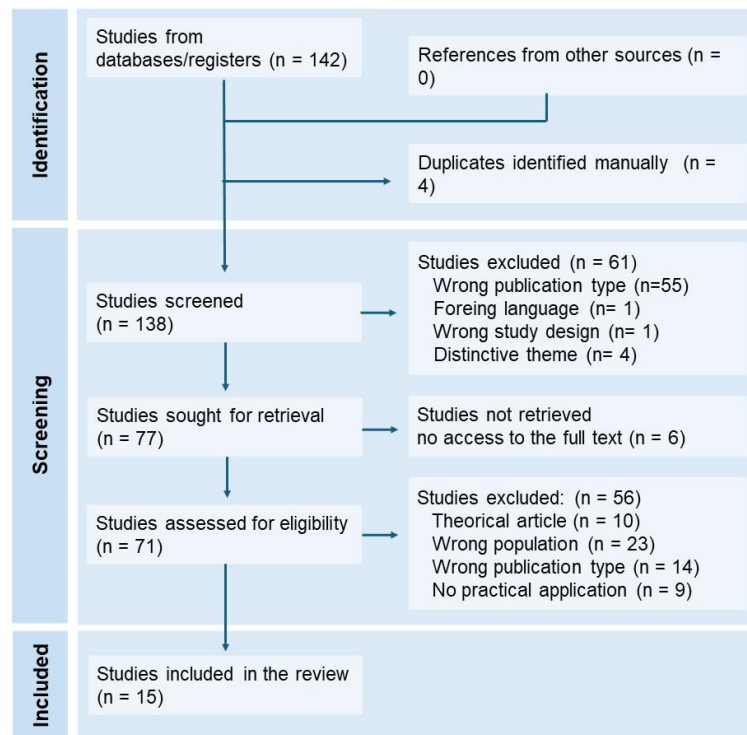 Identification
Studies from
databases/registers (n = 142)
References from other sources (n =
0)
Duplicates identified manually (n =
4)
Screening
Studies screened
(n = 138)
Studies excluded (n = 61)
Wrong publication type (n=55)
Foreing language (n= 1)
Wrong study design (n= 1)
Distinctive theme (n= 4)
Studies sought for retrieval
(n = 77)
Studies not retrieved
no access to the full text (n = 6)
Studies assessed for eligibility
(n = 71)
Studies excluded: (n = 56)
Theorical article (n = 10)
Wrong population (n = 23)
Wrong publication type (n = 14)
No practical application (n = 9)
Included
Studies included in the review
(n = 15)